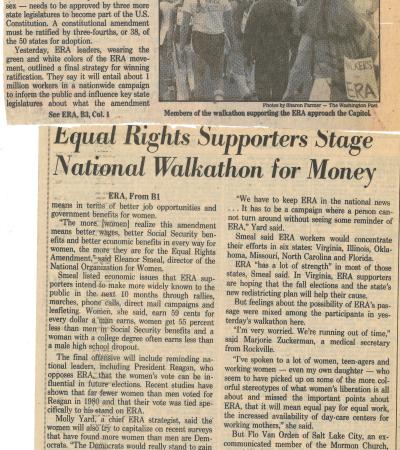 sex — needs to be approved by three more
state legislatures to become part of the U.S.
Constitution. A constitutional amendment
must be ratified by three-fourths, or 38, of
the 50 states for adoption.
Yesterday, ERA leaders, wearing the
green and white colors of the ERA move-
ment, outlined a final strategy for winning
ratification. They say it will entail about 1
million workers in a nationwide campaign
to inform the public and influence key state
legislatures about what the amendment
See ERA, B3, Col. 1
ERA
Photos by Sharon Farmer — The Washington Post
Members of the walkathon supporting the ERA approach the Capitol.
Equal Rights Supporters Stage
National Walkathon for Money
ERA, From B1
means in terms of better job opportunities and
government benefits for women.
"The more [women] realize this amendment
means better wages, better Social Security ben-
efits and better economic benefits in every way for
women, the more they are for the Equal Rights
Amendment," said Eleanor Smeal, director of the
National Organization for Women.
Smeal listed economic issues that ERA sup-
porters intend to make more widely known to the
public in the next 10 months through rallies,
marches, phone calls, direct mail campaigns and
leafleting. Women, she said, earn 59 cents for
every dollar a man earns, women get 55 percent
less than men in Social Security benefits and a
woman with a college degree often earns less than
a male high school dropout.
The final offensive will include reminding na-
tional leaders, including President Reagan, who
opposes ERA, that the women's vote can be in-
fluential in future elections. Recent studies have
shown that far fewer women than men voted for
Reagan in 1980 and that their vote was tied spe-
cifically to his stand on ERA.
Molly Yard, a chief ERA strategist, said the
women will also try to capitalize on recent surveys
that have found more women than men are Dem-
ocrats. "The Democrats would really stand to gain
"We have to keep ERA in the national news
. . . It has to be a campaign where a person can-
not turn around without seeing some reminder of
ERA," Yard said.
Smeal said ERA workers would concentrate
their efforts in six states: Virginia, Illinois, Okla-
homa, Missouri, North Carolina and Florida.
ERA "has a lot of strength" in most of those
states, Smeal said. In Virginia, ERA supporters
are hoping that the fall elections and the state's
new redistricting plan will help their cause.
But feelings about the possibility of ERA's pas-
sage were mixed among the participants in yes-
terday's walkathon here.
"I'm very worried. We're running out of time,"
said Marjorie Zuckerman, a medical secretary
from Rockville.
"I've spoken to a lot of women, teen-agers and
working women — even my own daughter — who
seem to have picked up on some of the more col-
orful stereotypes of what women's liberation is all
about and missed the important points about
ERA, that it will mean equal pay for equal work,
the increased availability of day-care centers for
working mothers," she said.
But Flo Van Orden of Salt Lake City, an ex-
communicated member of the Mormon Church,